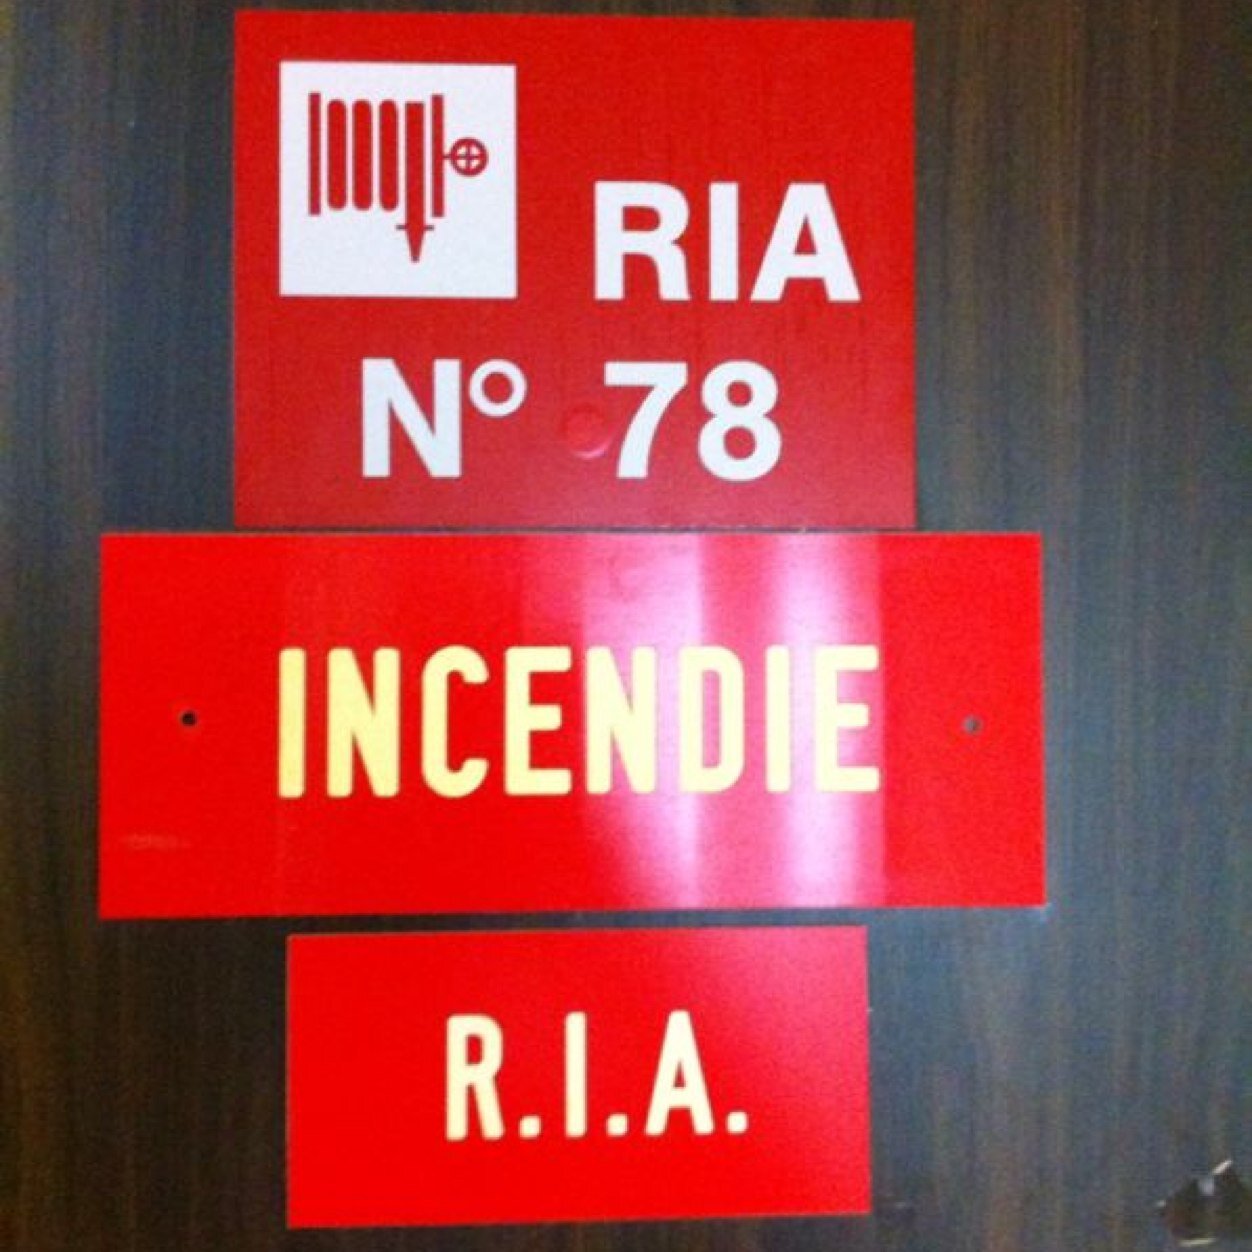 RIA
N° 78
INCENDIE
R.I.A.